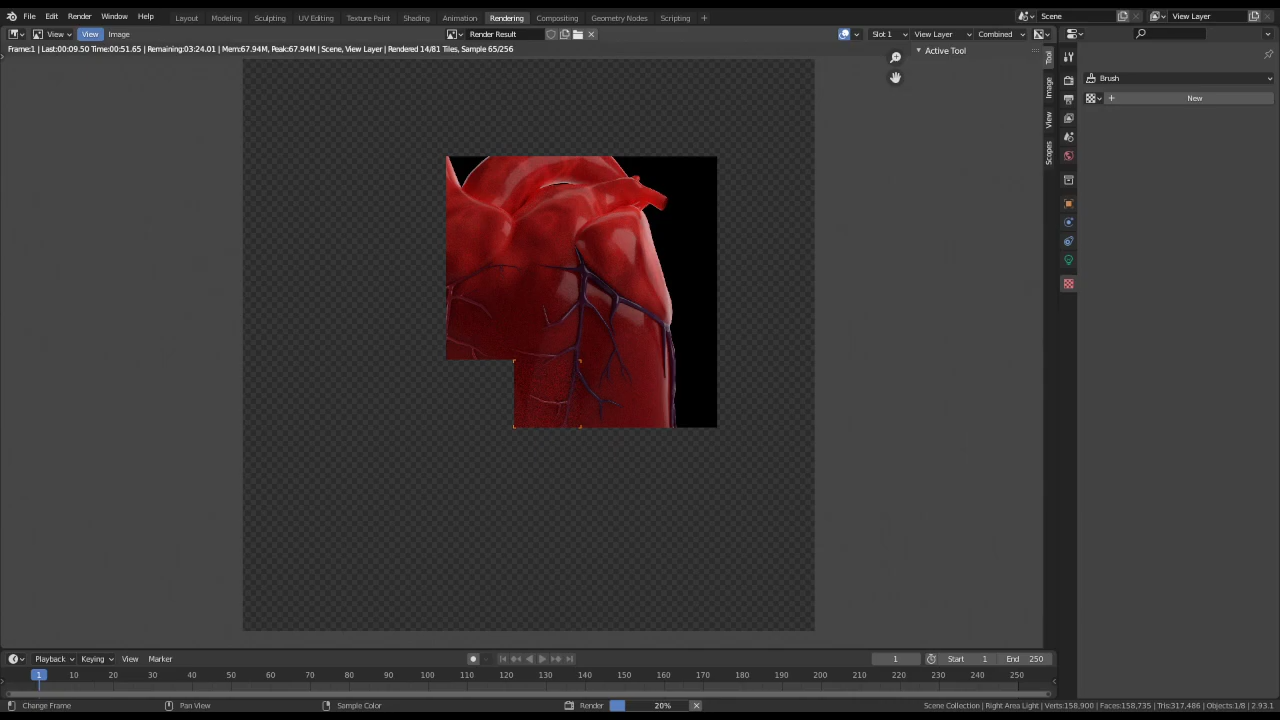 File Edit Render Window Help Layout Modeling Sculpting UV Editing Texture Paint Shading Animation Rendering Compositing Geometry Nodes Scripting + Scene View Layer
View View Image Render Result Slot 1 View Layer Combined
Frame:1 | Last:00:09.50 Time:00:51.65 | Remaining:03:24.01 | Mem:67.94M, Peak:67.94M | Scene, View Layer | Rendered 14/81 Tiles, Sample 65/256
Active Tool
Tool
Image
View
Scopes
Brush
+ New
Playback Keying View Marker 1 Start 1 End 250
1 10 20 30 40 50 60 70 80 90 100 110 120 130 140 150 160 170 180 190 200 210 220 230 240 250
Change Frame Pan View Sample Color Render 20% Scene Collection | Right Area Light | Verts:158,900 | Faces:158,735 | Tris:317,486 | Objects:1/8 | 2.93.1